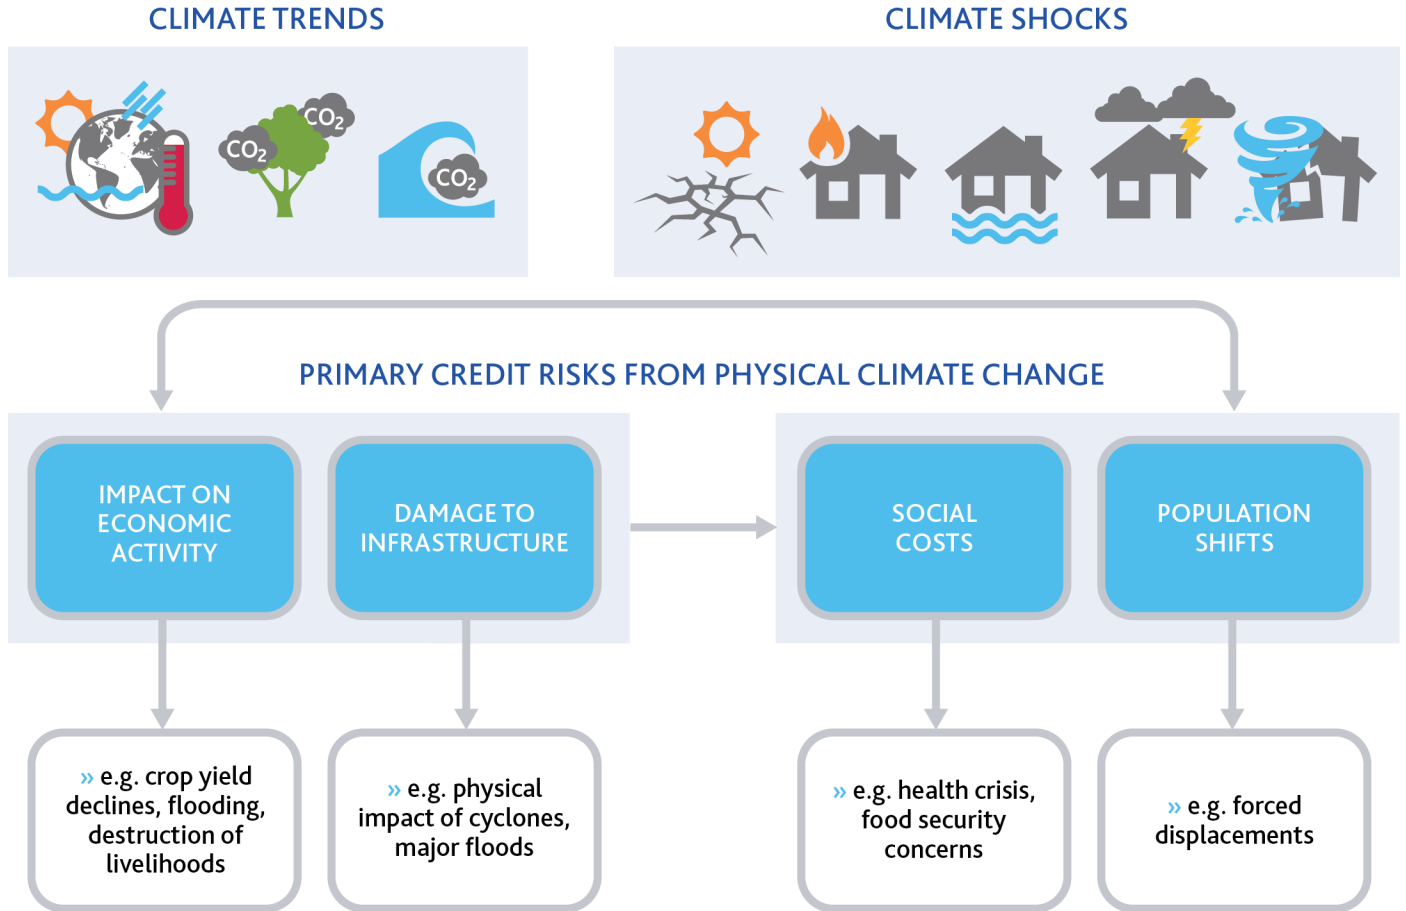 CLIMATE TRENDS
CLIMATE SHOCKS
CO2
CO2
CO2
PRIMARY CREDIT RISKS FROM PHYSICAL CLIMATE CHANGE
IMPACT ON
ECONOMIC
ACTIVITY
DAMAGE TO
INFRASTRUCTURE
SOCIAL
COSTS
POPULATION
SHIFTS
» e.g. crop yield
declines, flooding,
destruction of
livelihoods
» e.g. physical
impact of cyclones,
major floods
» e.g. health crisis,
food security
concerns
» e.g. forced
displacements